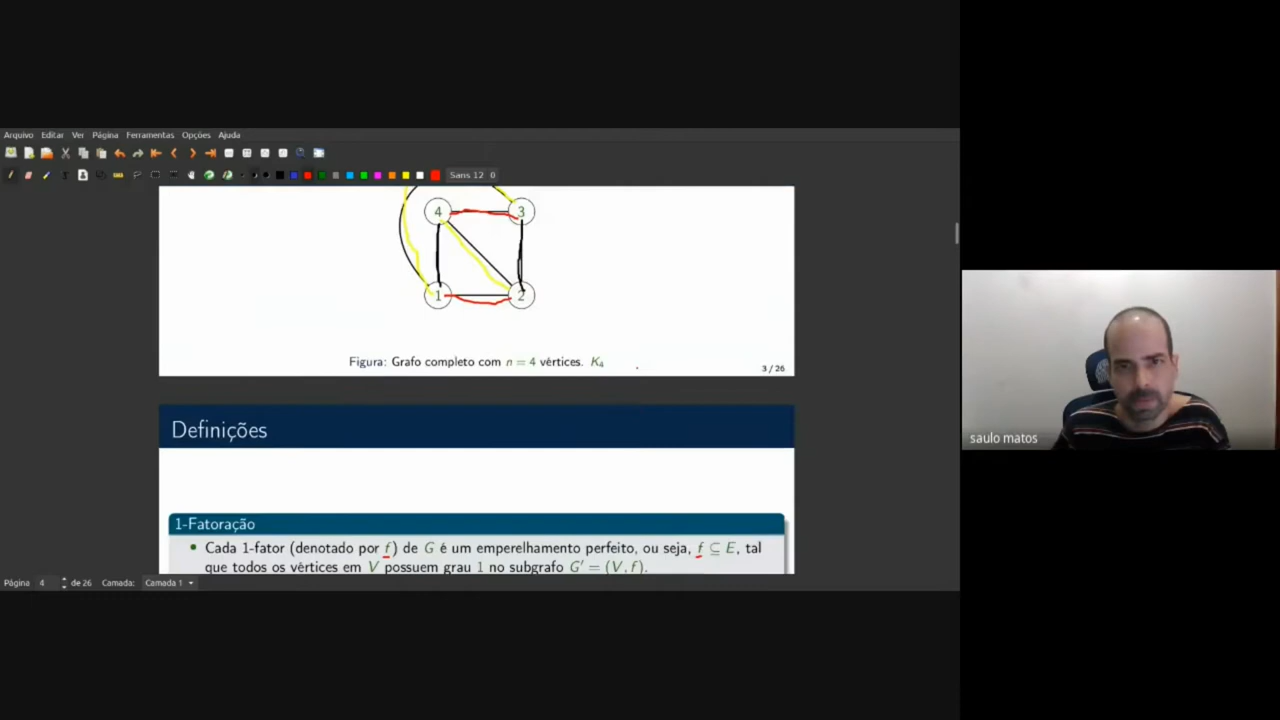 Arquivo Editar Ver Página Ferramentas Opções Ajuda
Sans 12 0
4 3
1 2
Figura: Grafo completo com n = 4 vértices. K₄
3 / 26
Definições
1-Fatoração
• Cada 1-fator (denotado por f) de G é um emperelhamento perfeito, ou seja, f ⊆ E, tal
que todos os vértices em V possuem grau 1 no subgrafo G′ = (V, f).
saulo matos
Página 4 de 26 Camada: Camada 1